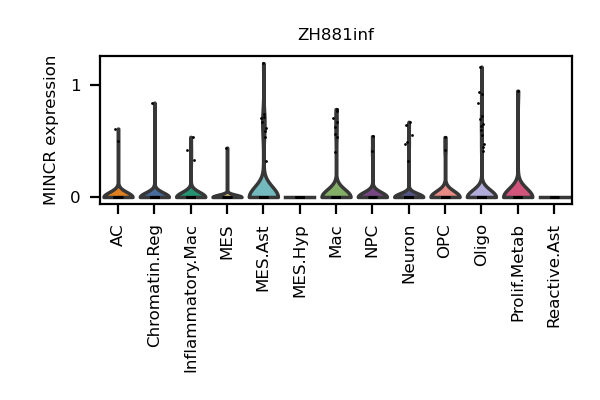 ZH881inf
MINCR expression
1
0
AC
Chromatin.Reg
Inflammatory.Mac
MES
MES.Ast
MES.Hyp
Mac
NPC
Neuron
OPC
Oligo
Prolif.Metab
Reactive.Ast